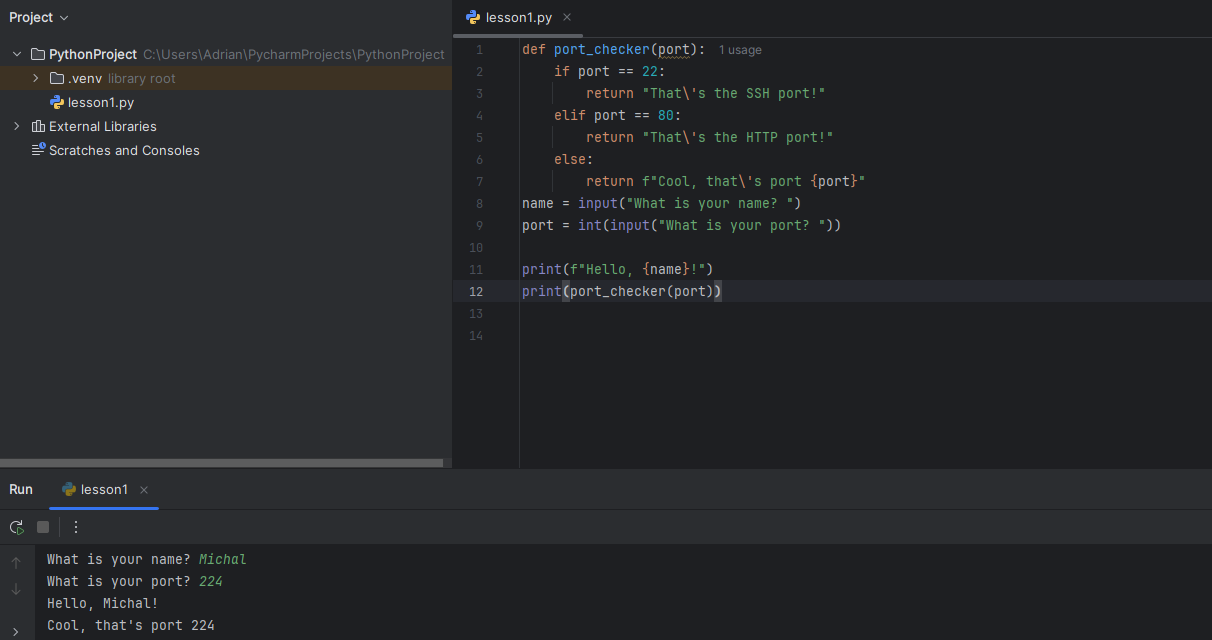 Project
PythonProject C:\Users\Adrian\PycharmProjects\PythonProject
.venv library root
lesson1.py
External Libraries
Scratches and Consoles
lesson1.py
1 def port_checker(port): 1 usage
2     if port == 22:
3         return "That\'s the SSH port!"
4     elif port == 80:
5         return "That\'s the HTTP port!"
6     else:
7         return f"Cool, that\'s port {port}"
8 name = input("What is your name? ")
9 port = int(input("What is your port? "))
10
11 print(f"Hello, {name}!")
12 print(port_checker(port))
13
14
Run lesson1
What is your name? Michal
What is your port? 224
Hello, Michal!
Cool, that's port 224